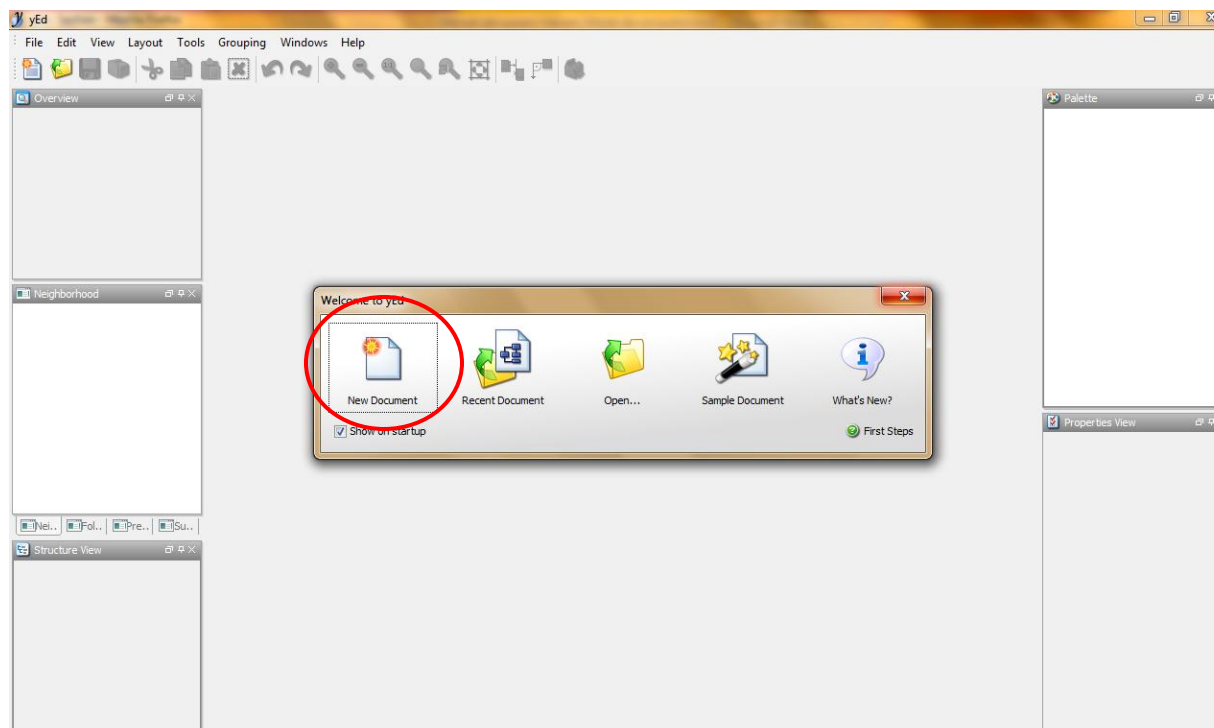 yEd
File Edit View Layout Tools Grouping Windows Help
Overview
Palette
Neighborhood
Welcome to yEd
New Document Recent Document Open... Sample Document What's New?
Show on startup First Steps
Properties View
Nei.. Fol.. Pre.. Su..
Structure View